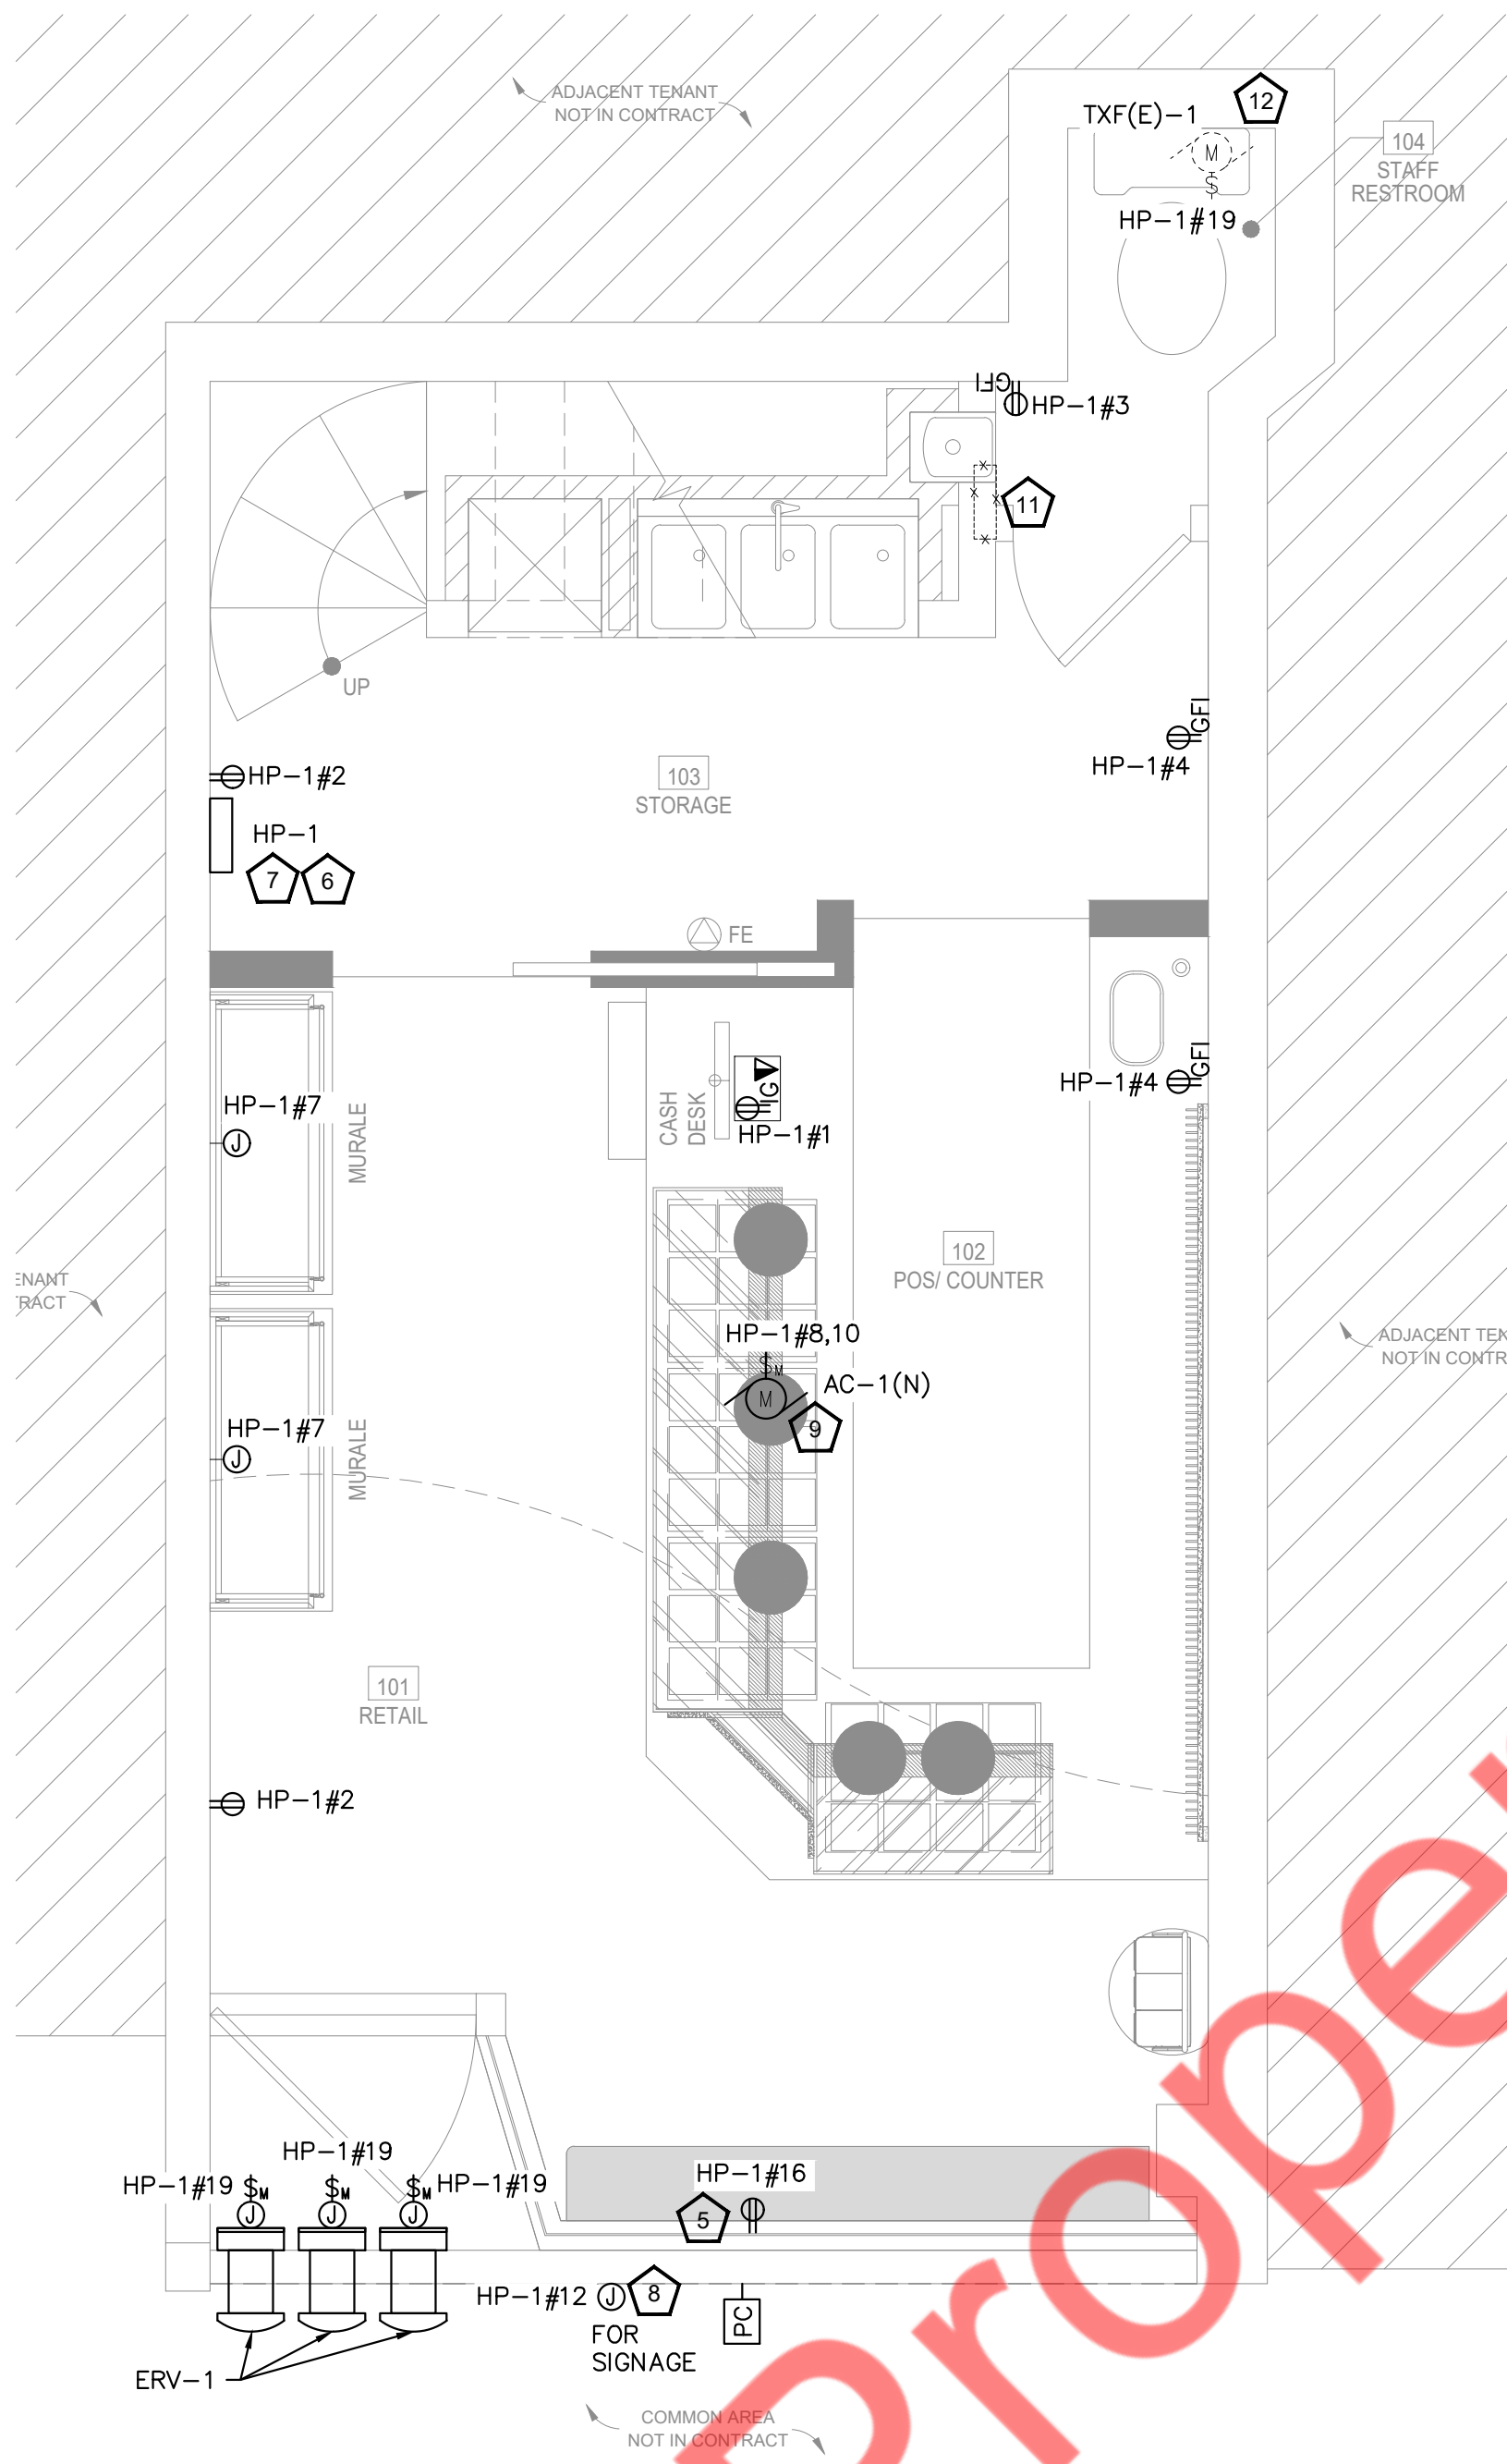 ADJACENT TENANT
NOT IN CONTRACT
12
TXF(E)-1
M
$
104
STAFF
RESTROOM
HP-1#19
GFI
HP-1#3
11
UP
GFI
HP-1#4
HP-1#2
103
STORAGE
HP-1
7
6
FE
HP-1#7
J
MURALE
CASH
DESK
IG
HP-1#1
HP-1#4
GFI
102
POS/ COUNTER
ENANT
RACT
HP-1#8,10
$M
M
AC-1(N)
9
ADJACENT TEN
NOT IN CONTR
HP-1#7
J
MURALE
101
RETAIL
HP-1#2
HP-1#19
HP-1#19
$M
$M
$M
HP-1#19
J
J
J
HP-1#16
5
HP-1#12
J
8
FOR
SIGNAGE
PC
ERV-1
COMMON AREA
NOT IN CONTRACT
Proper